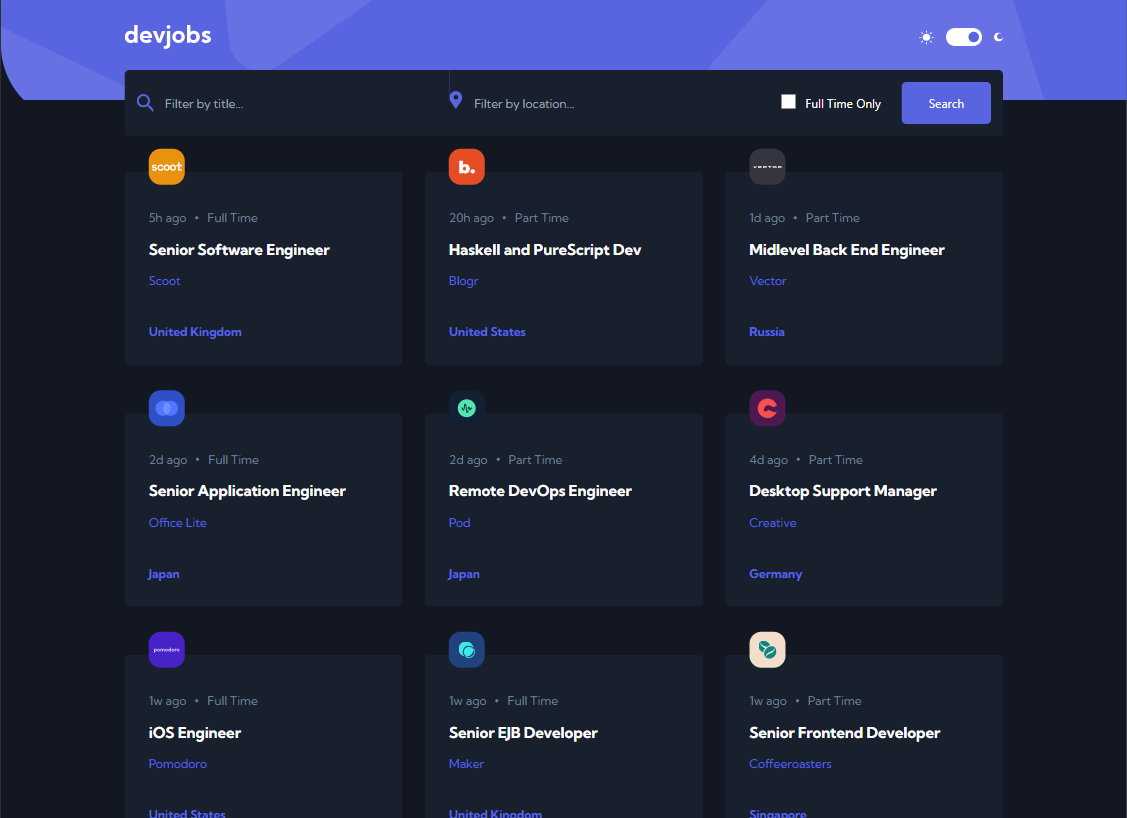 devjobs
Filter by title...
Filter by location...
Full Time Only
Search
scoot
b.
VECTOR
5h ago • Full Time
20h ago • Part Time
1d ago • Part Time
Senior Software Engineer
Haskell and PureScript Dev
Midlevel Back End Engineer
Scoot
Blogr
Vector
United Kingdom
United States
Russia
2d ago • Full Time
2d ago • Part Time
4d ago • Part Time
Senior Application Engineer
Remote DevOps Engineer
Desktop Support Manager
Office Lite
Pod
Creative
Japan
Japan
Germany
pomodoro
1w ago • Full Time
1w ago • Full Time
1w ago • Part Time
iOS Engineer
Senior EJB Developer
Senior Frontend Developer
Pomodoro
Maker
Coffeeroasters
United States
United Kingdom
Singapore